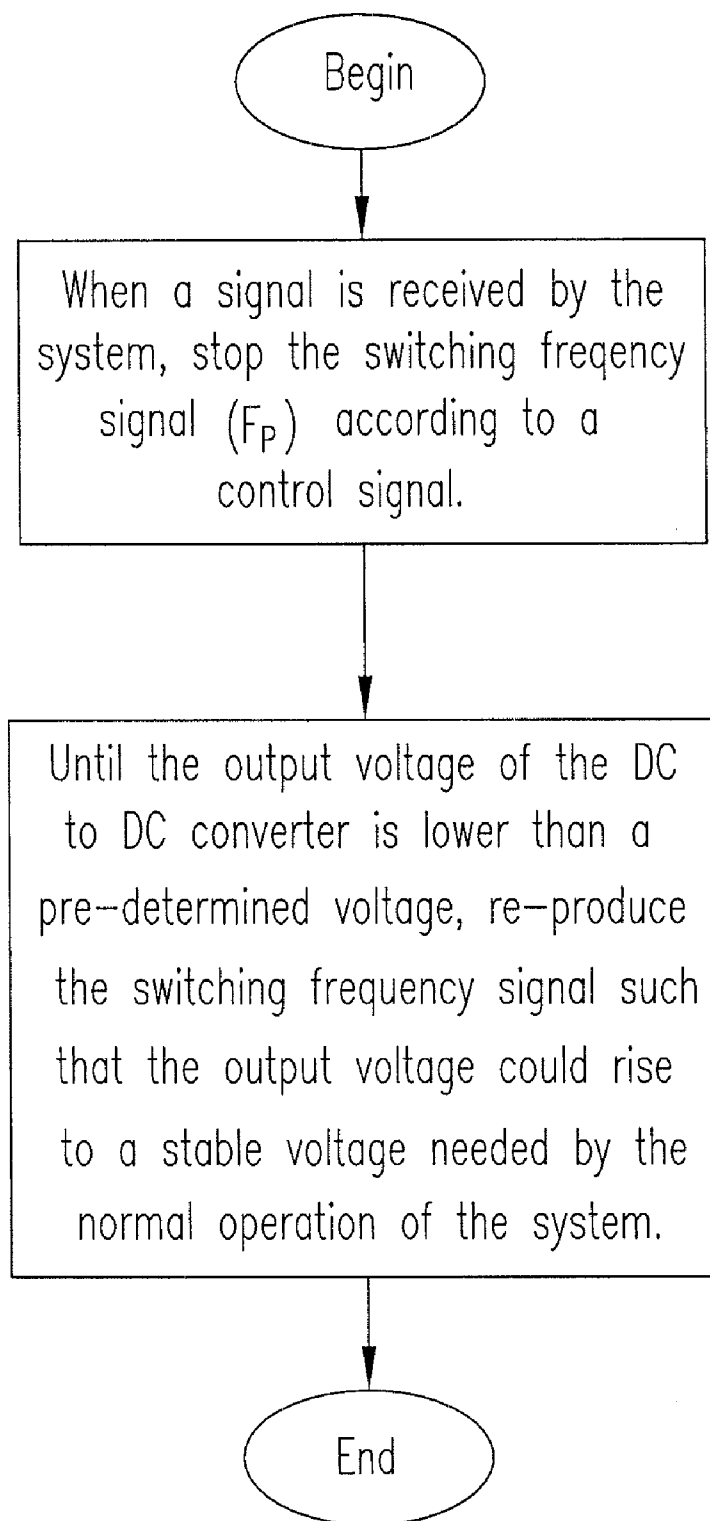 Begin
When a signal is received by the
system, stop the switching freqency
signal (FP) according to a
control signal.
Until the output voltage of the DC
to DC converter is lower than a
pre-determined voltage, re-produce
the switching frequency signal such
that the output voltage could rise
to a stable voltage needed by the
normal operation of the system.
End